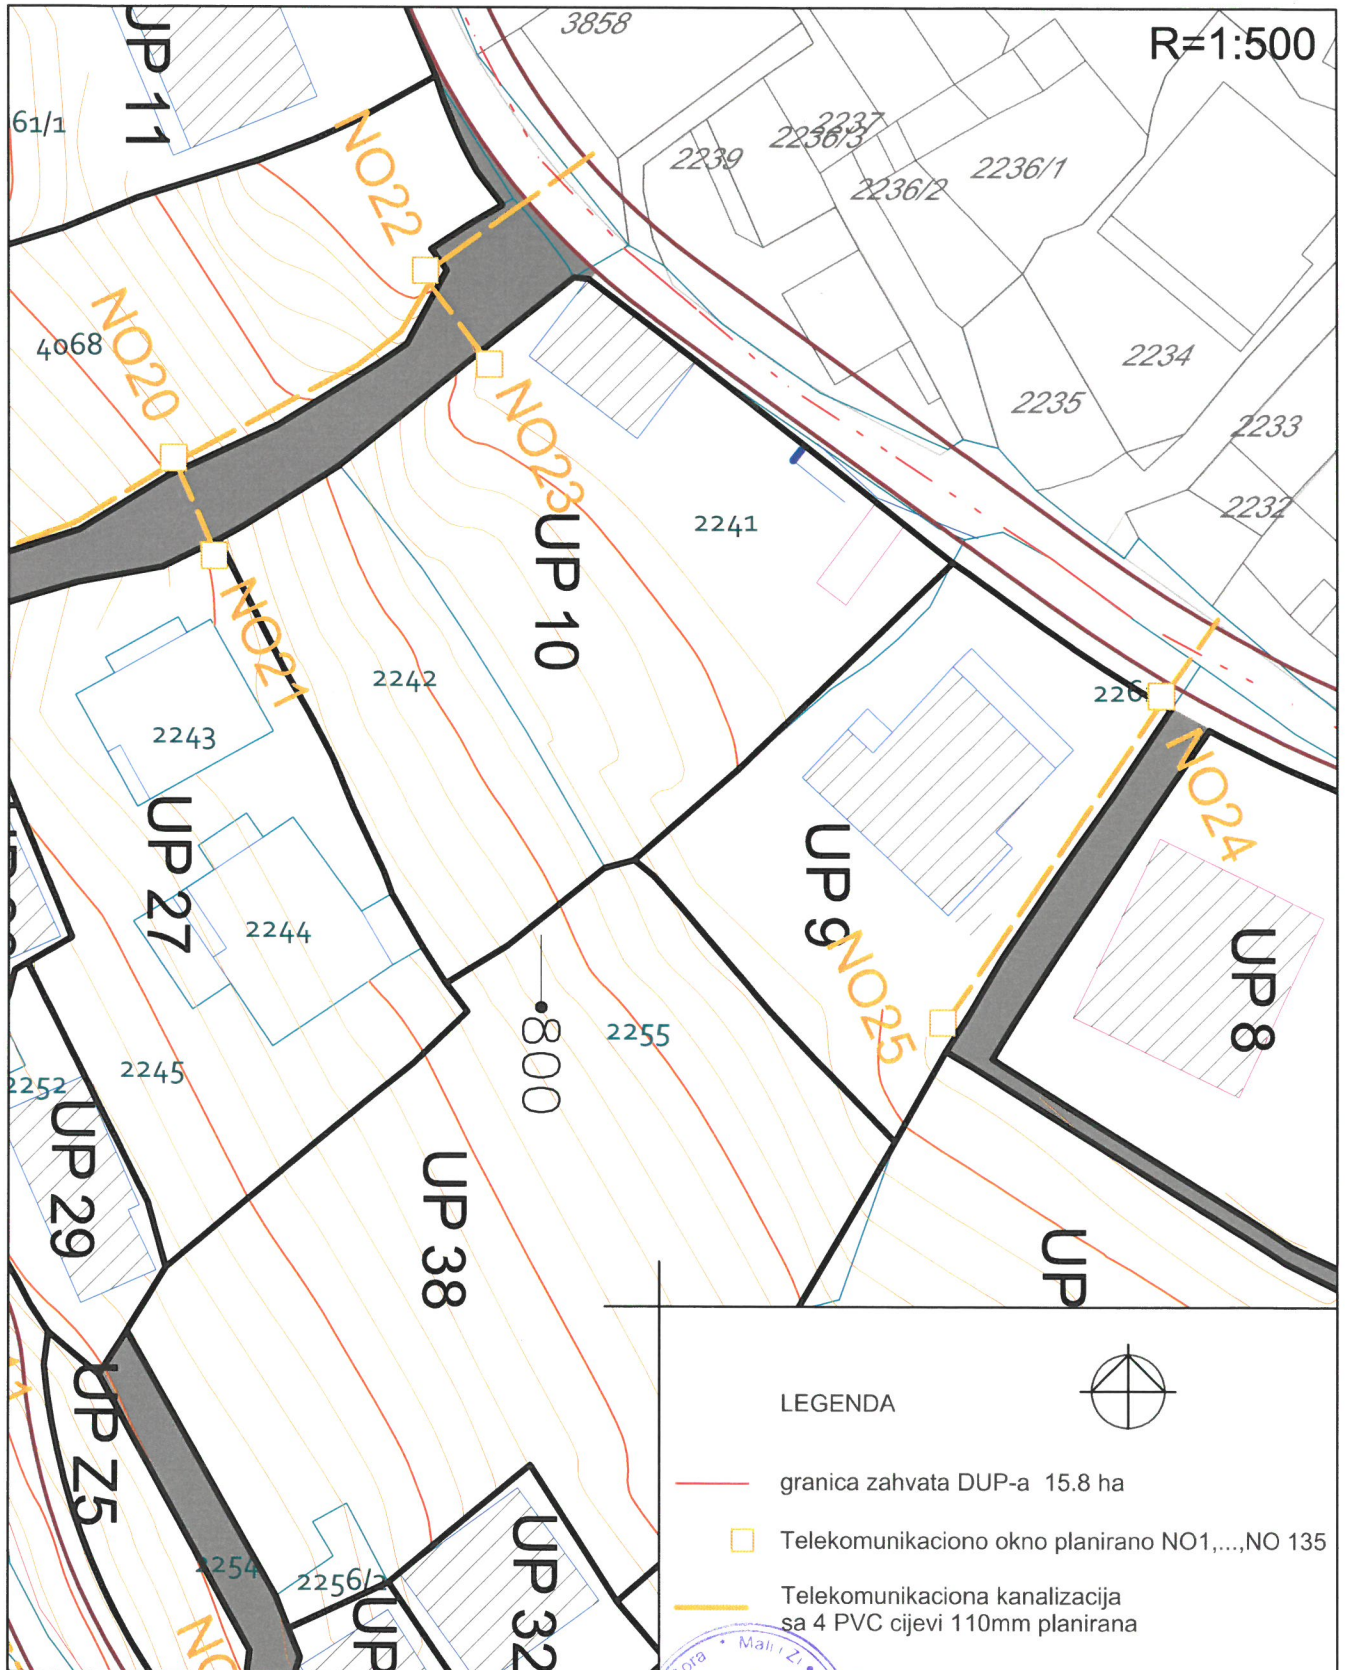 R=1:500
3858
UP 11
61/1
2237
2236/3
2239
2236/1
2236/2
NO22
NO20
4068
2234
2235
2233
2232
NO23
UP 10
2241
NO21
2242
2243
226
NO24
UP 27
2244
UP 9
NO25
UP 8
800
2255
2245
2252
UP 29
UP 38
UP
UP Z5
2254
2256/2
UP
UP 32
LEGENDA
granica zahvata DUP-a 15.8 ha
Telekomunikaciono okno planirano NO1,...,NO 135
Telekomunikaciona kanalizacija
sa 4 PVC cijevi 110mm planirana